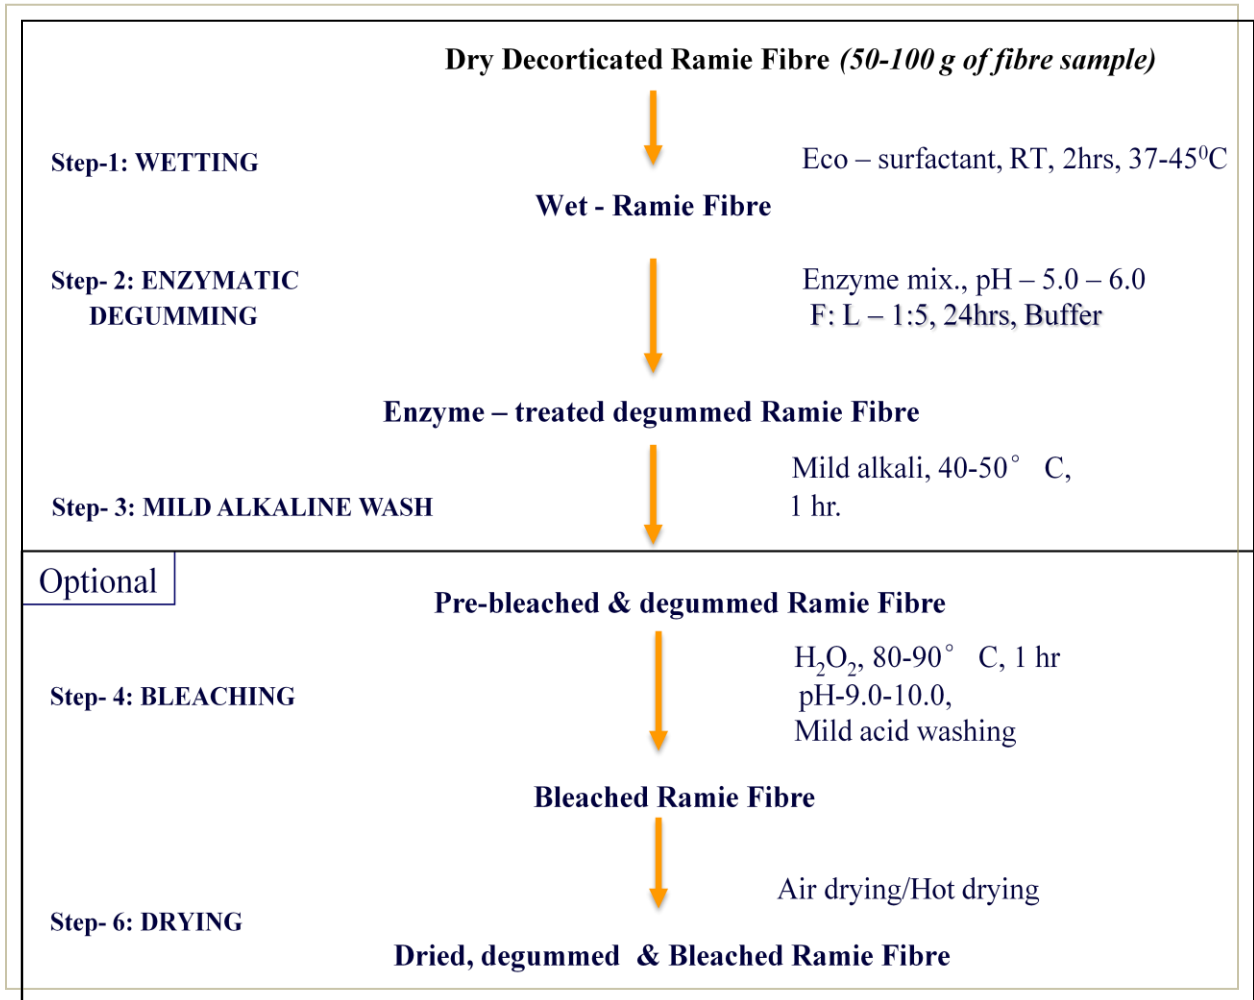 Dry Decorticated Ramie Fibre (50-100 g of fibre sample)
Step-1: WETTING
Eco – surfactant, RT, 2hrs, 37-45⁰C
Wet - Ramie Fibre
Step- 2: ENZYMATIC
DEGUMMING
Enzyme mix., pH – 5.0 – 6.0
F: L – 1:5, 24hrs, Buffer
Enzyme – treated degummed Ramie Fibre
Mild alkali, 40-50° C,
1 hr.
Step- 3: MILD ALKALINE WASH
Optional
Pre-bleached & degummed Ramie Fibre
H₂O₂, 80-90° C, 1 hr
pH-9.0-10.0,
Mild acid washing
Step- 4: BLEACHING
Bleached Ramie Fibre
Air drying/Hot drying
Step- 6: DRYING
Dried, degummed & Bleached Ramie Fibre